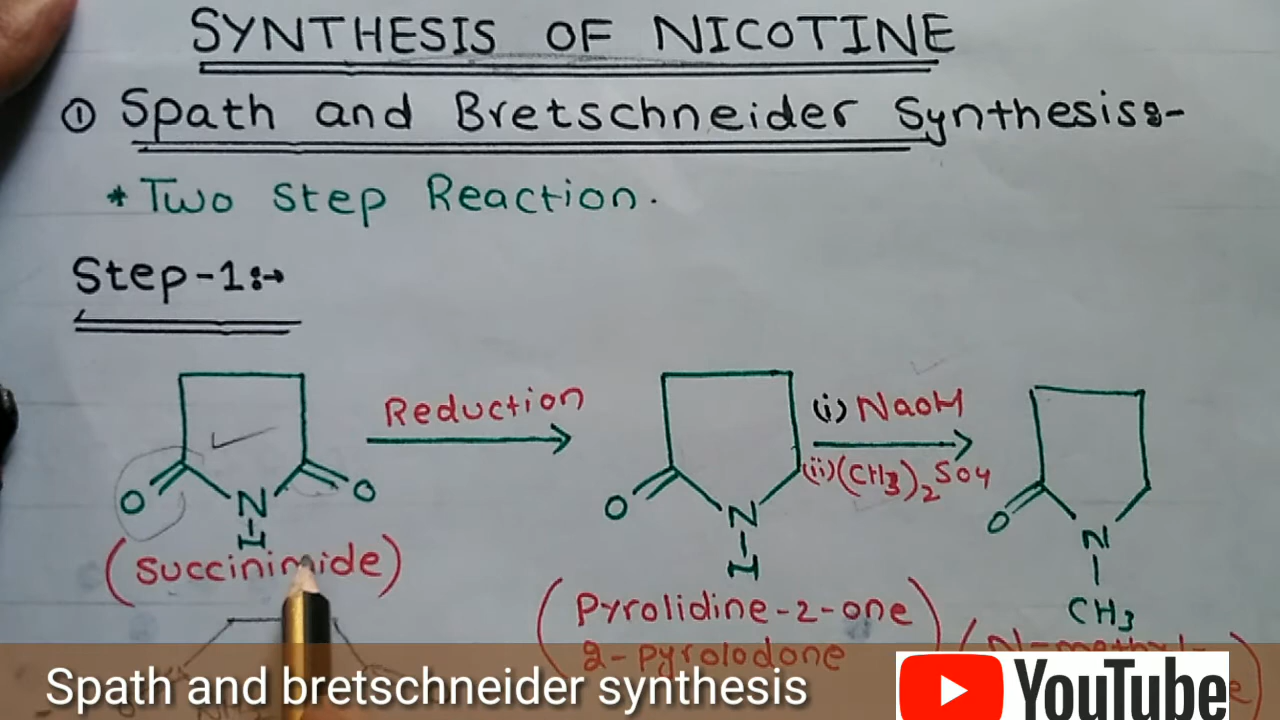 SYNTHESIS OF NICOTINE
① Spath and Bretschneider Synthesis:-
* Two Step Reaction.
Step-1:→
Reduction
(i) NaOH
(ii) (CH3)2SO4
O N H O
O N H
O N CH3
(Succinimide)
(Pyrolidine-2-one
2-pyrolodone)
(N-methyl-
Spath and bretschneider synthesis
YouTube